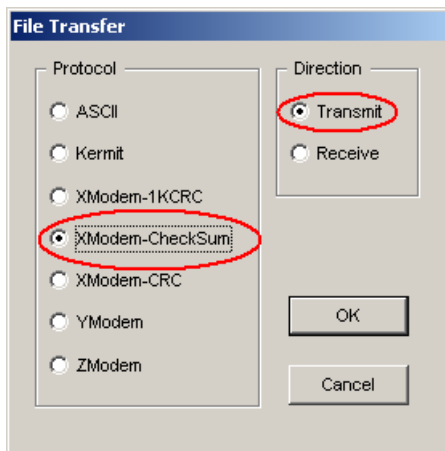 File Transfer
Protocol
ASCII
Kermit
XModem-1KCRC
XModem-CheckSum
XModem-CRC
YModem
ZModem
Direction
Transmit
Receive
OK
Cancel